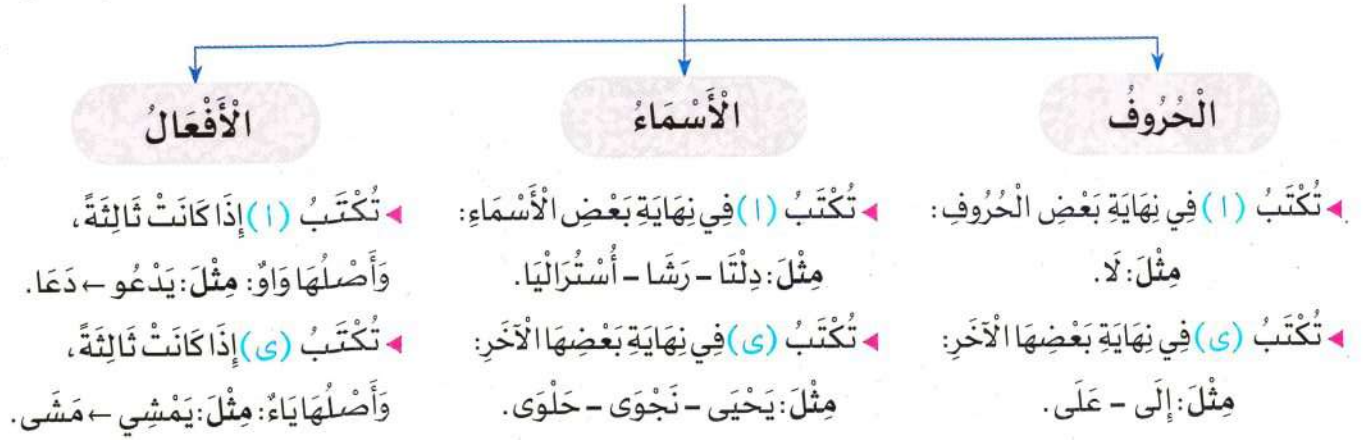 الْحُرُوفُ
◂ تُكْتَبُ (ا) فِي نِهَايَةِ بَعْضِ الْحُرُوفِ:
مِثْلَ: لَا.
◂ تُكْتَبُ (ى) فِي نِهَايَةِ بَعْضِهَا الْآخَرِ:
مِثْلَ: إِلَى – عَلَى.
الْأَسْمَاءُ
◂ تُكْتَبُ (ا) فِي نِهَايَةِ بَعْضِ الْأَسْمَاءِ:
مِثْلَ: دِلْتَا – رَشَا – أُسْتُرَالْيَا.
◂ تُكْتَبُ (ى) فِي نِهَايَةِ بَعْضِهَا الْآخَرِ:
مِثْلَ: يَحْيَى – نَجْوَى – حَلْوَى.
الْأَفْعَالُ
◂ تُكْتَبُ (ا) إِذَا كَانَتْ ثَالِثَةً،
وَأَصْلُهَا وَاوٌ: مِثْلَ: يَدْعُو ← دَعَا.
◂ تُكْتَبُ (ى) إِذَا كَانَتْ ثَالِثَةً،
وَأَصْلُهَا يَاءٌ: مِثْلَ: يَمْشِي ← مَشَى.